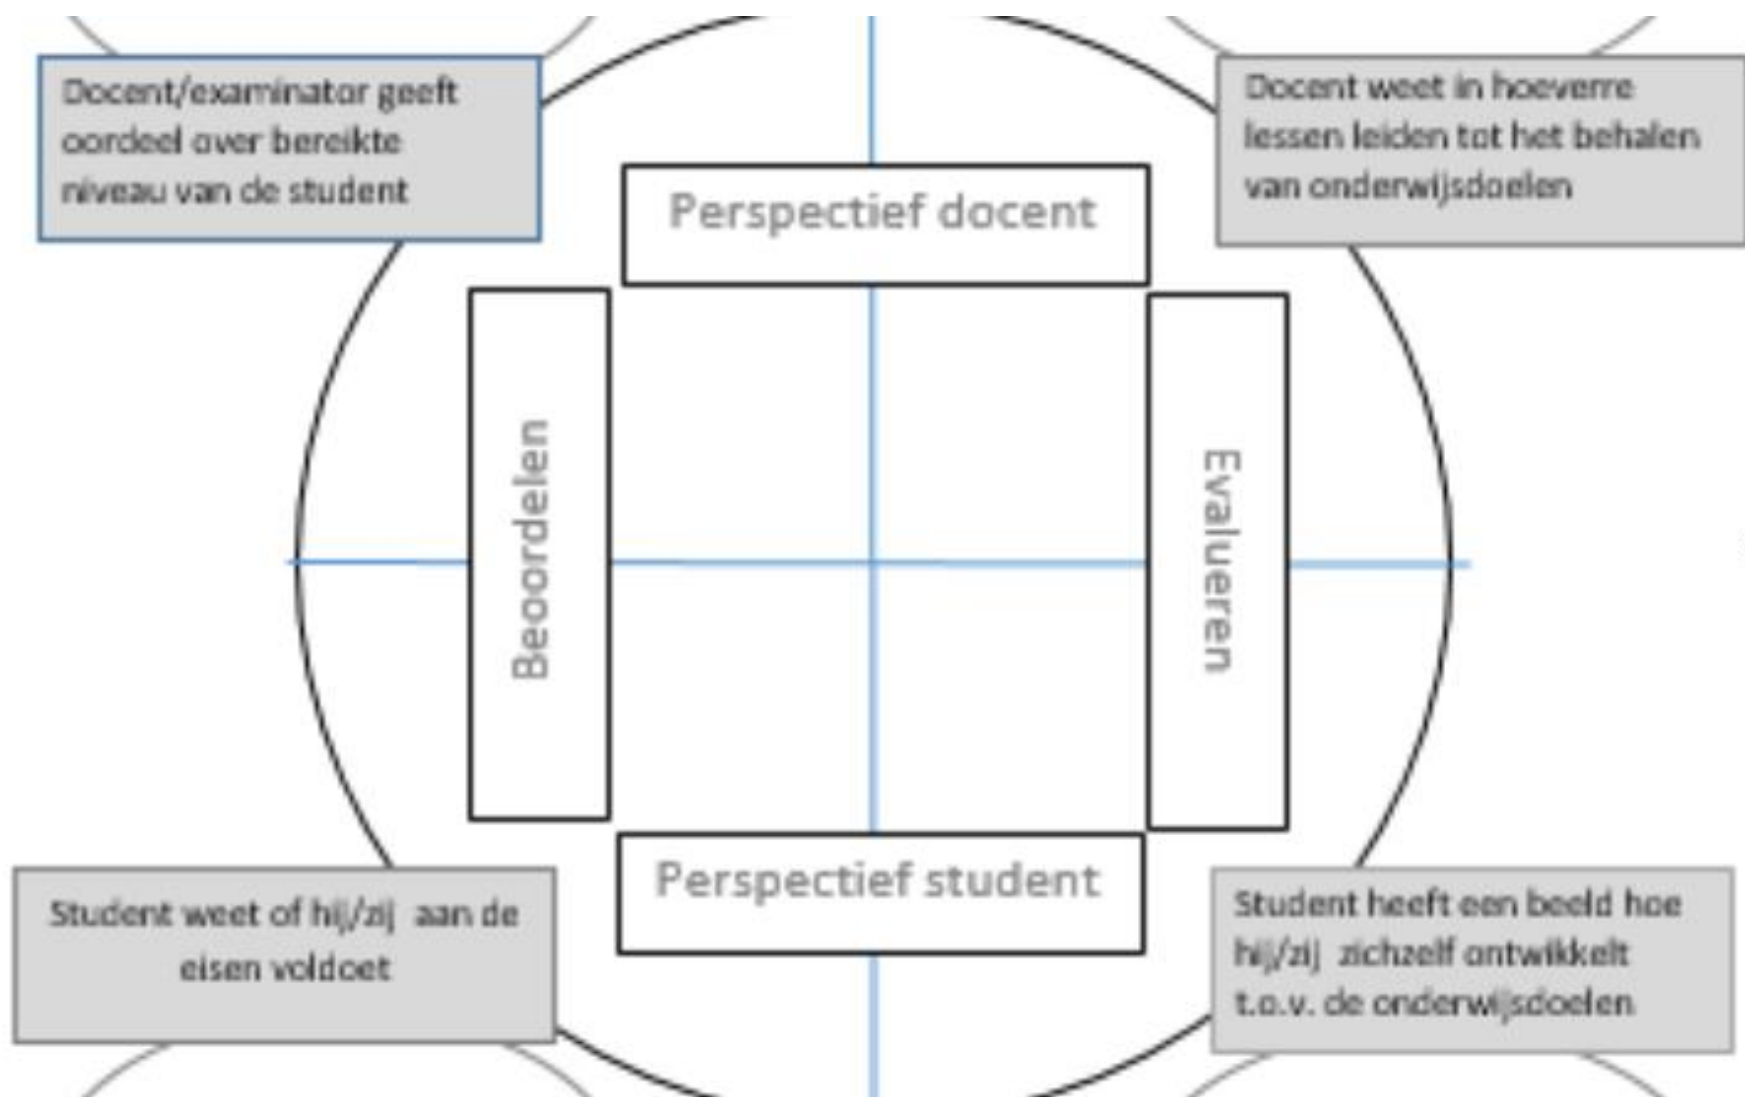 Docent/examinator geeft
oordeel over bereikte
niveau van de student
Docent weet in hoeverre
lessen leiden tot het behalen
van onderwijsdoelen
Perspectief docent
Beoordelen
Evalueren
Perspectief student
Student weet of hij/zij aan de
eisen voldoet
Student heeft een beeld hoe
hij/zij zichzelf ontwikkelt
t.o.v. de onderwijsdoelen